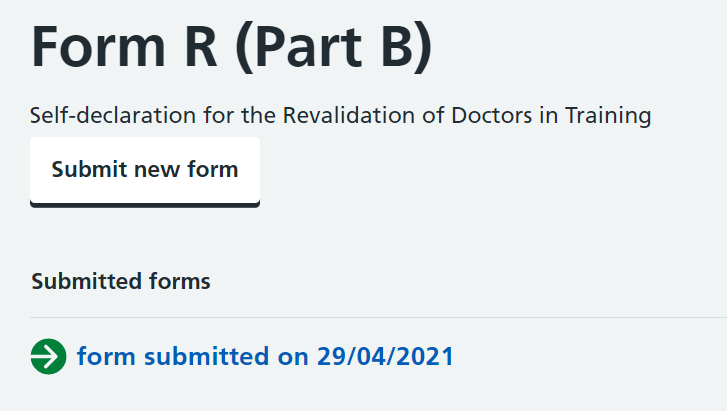 Form R (Part B)
Self-declaration for the Revalidation of Doctors in Training
Submit new form
Submitted forms
form submitted on 29/04/2021